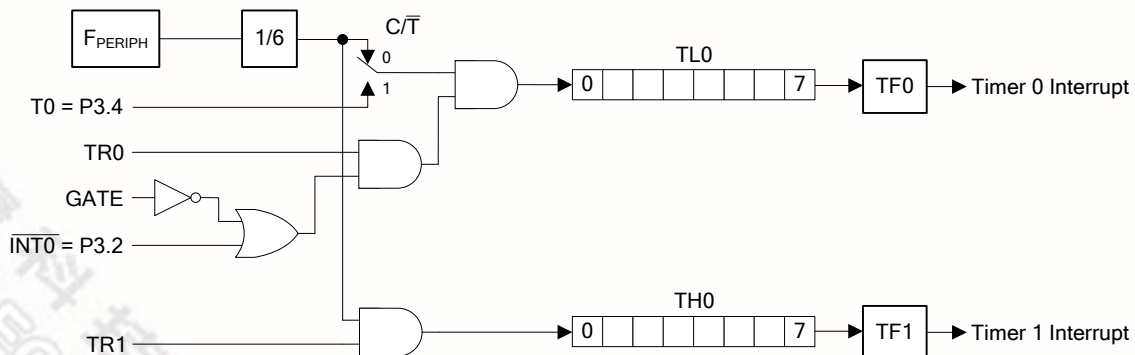 F_PERIPH 1/6 C/T̅
0
1
T0 = P3.4
TR0
GATE
I̅N̅T̅0̅ = P3.2
TL0
0 7 TF0 Timer 0 Interrupt
TR1
TH0
0 7 TF1 Timer 1 Interrupt